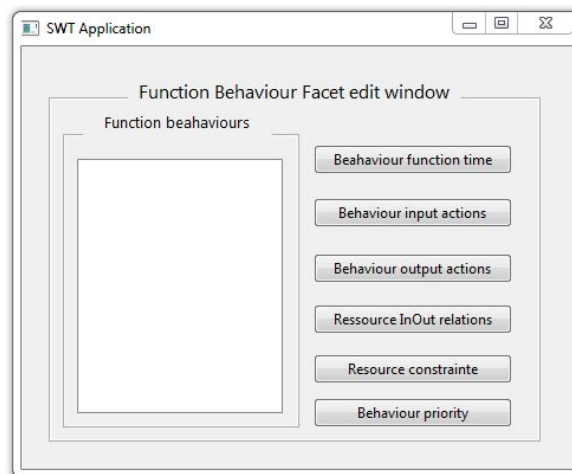 SWT Application
Function Behaviour Facet edit window
Function beahaviours
Beahaviour function time
Behaviour input actions
Behaviour output actions
Ressource InOut relations
Resource constrainte
Behaviour priority